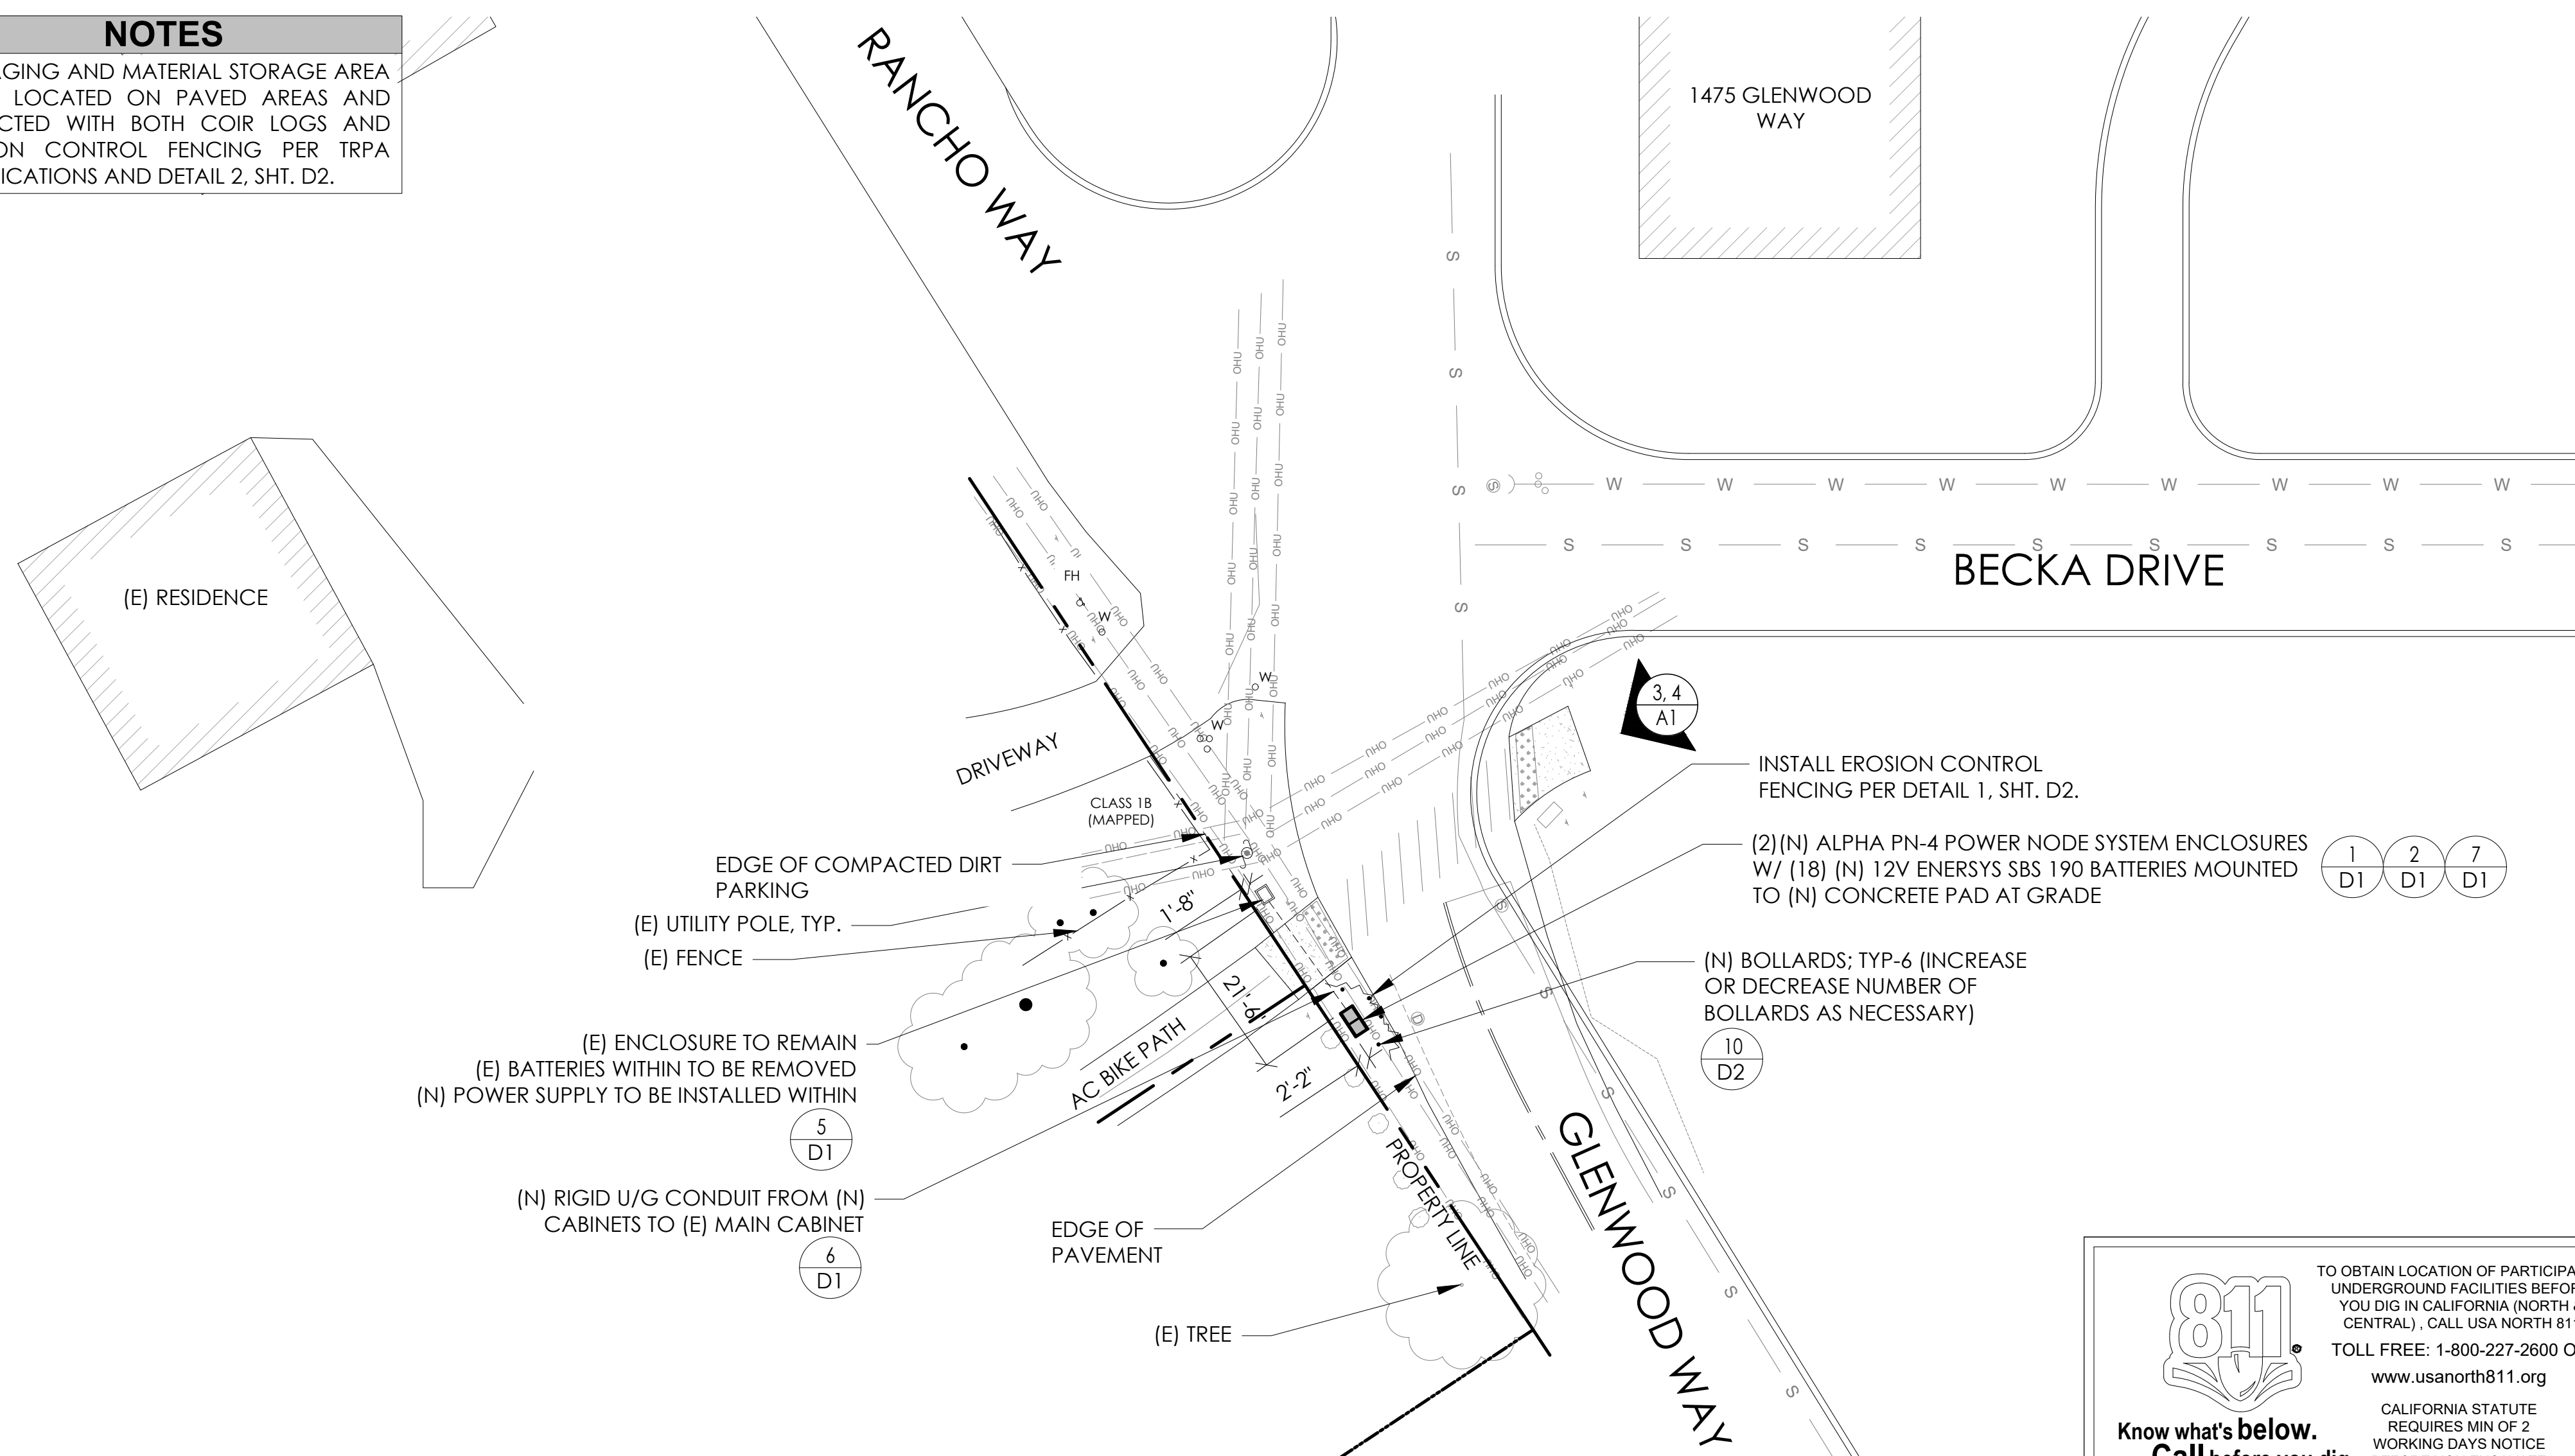 NOTES
AND MATERIAL STORAGE AREA
LOCATED ON PAVED AREAS AND
WITH BOTH COIR LOGS AND
CONTROL FENCING PER TRPA
AND DETAIL 2, SHT. D2.
RANCHO WAY
1475 GLENWOOD
WAY
(E) RESIDENCE
FH
W
W
W
BECKA DRIVE
W W W W W W W W W
S S S S S S S S S
DRIVEWAY
CLASS 1B
(MAPPED)
3, 4
A1
INSTALL EROSION CONTROL
FENCING PER DETAIL 1, SHT. D2.
(2)(N) ALPHA PN-4 POWER NODE SYSTEM ENCLOSURES
W/ (18) (N) 12V ENERSYS SBS 190 BATTERIES MOUNTED
TO (N) CONCRETE PAD AT GRADE
1
D1
2
D1
7
D1
EDGE OF COMPACTED DIRT
PARKING
(E) UTILITY POLE, TYP.
(E) FENCE
1'-8"
21'-6"
2'-2"
AC BIKE PATH
(N) BOLLARDS; TYP-6 (INCREASE
OR DECREASE NUMBER OF
BOLLARDS AS NECESSARY)
10
D2
(E) ENCLOSURE TO REMAIN
(E) BATTERIES WITHIN TO BE REMOVED
(N) POWER SUPPLY TO BE INSTALLED WITHIN
5
D1
(N) RIGID U/G CONDUIT FROM (N)
CABINETS TO (E) MAIN CABINET
6
D1
EDGE OF
PAVEMENT
PROPERTY LINE
(E) TREE
GLENWOOD WAY
OHU OHU OHU
811
TO OBTAIN LOCATION OF
UNDERGROUND FACILITIES
YOU DIG IN CALIFORNIA (NORTH
CENTRAL) , CALL USA NORTH
TOLL FREE: 1-800-227-2600
www.usanorth811.org
CALIFORNIA STATUTE
REQUIRES MIN OF 2
WORKING DAYS NOTICE
Know what's below.
Call before you dig